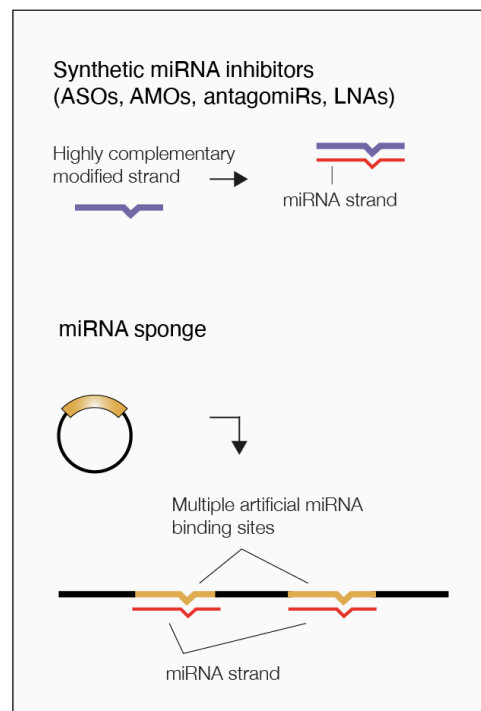 Synthetic miRNA inhibitors
(ASOs, AMOs, antagomiRs, LNAs)
Highly complementary
modified strand
miRNA strand
miRNA sponge
Multiple artificial miRNA
binding sites
miRNA strand